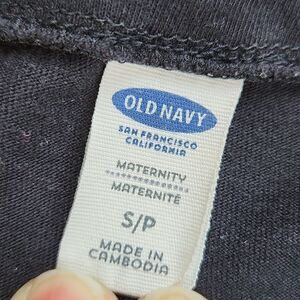 OLD NAVY
SAN FRANCISCO
CALIFORNIA
MATERNITY
MATERNITÉ
S/P
MADE IN
CAMBODIA